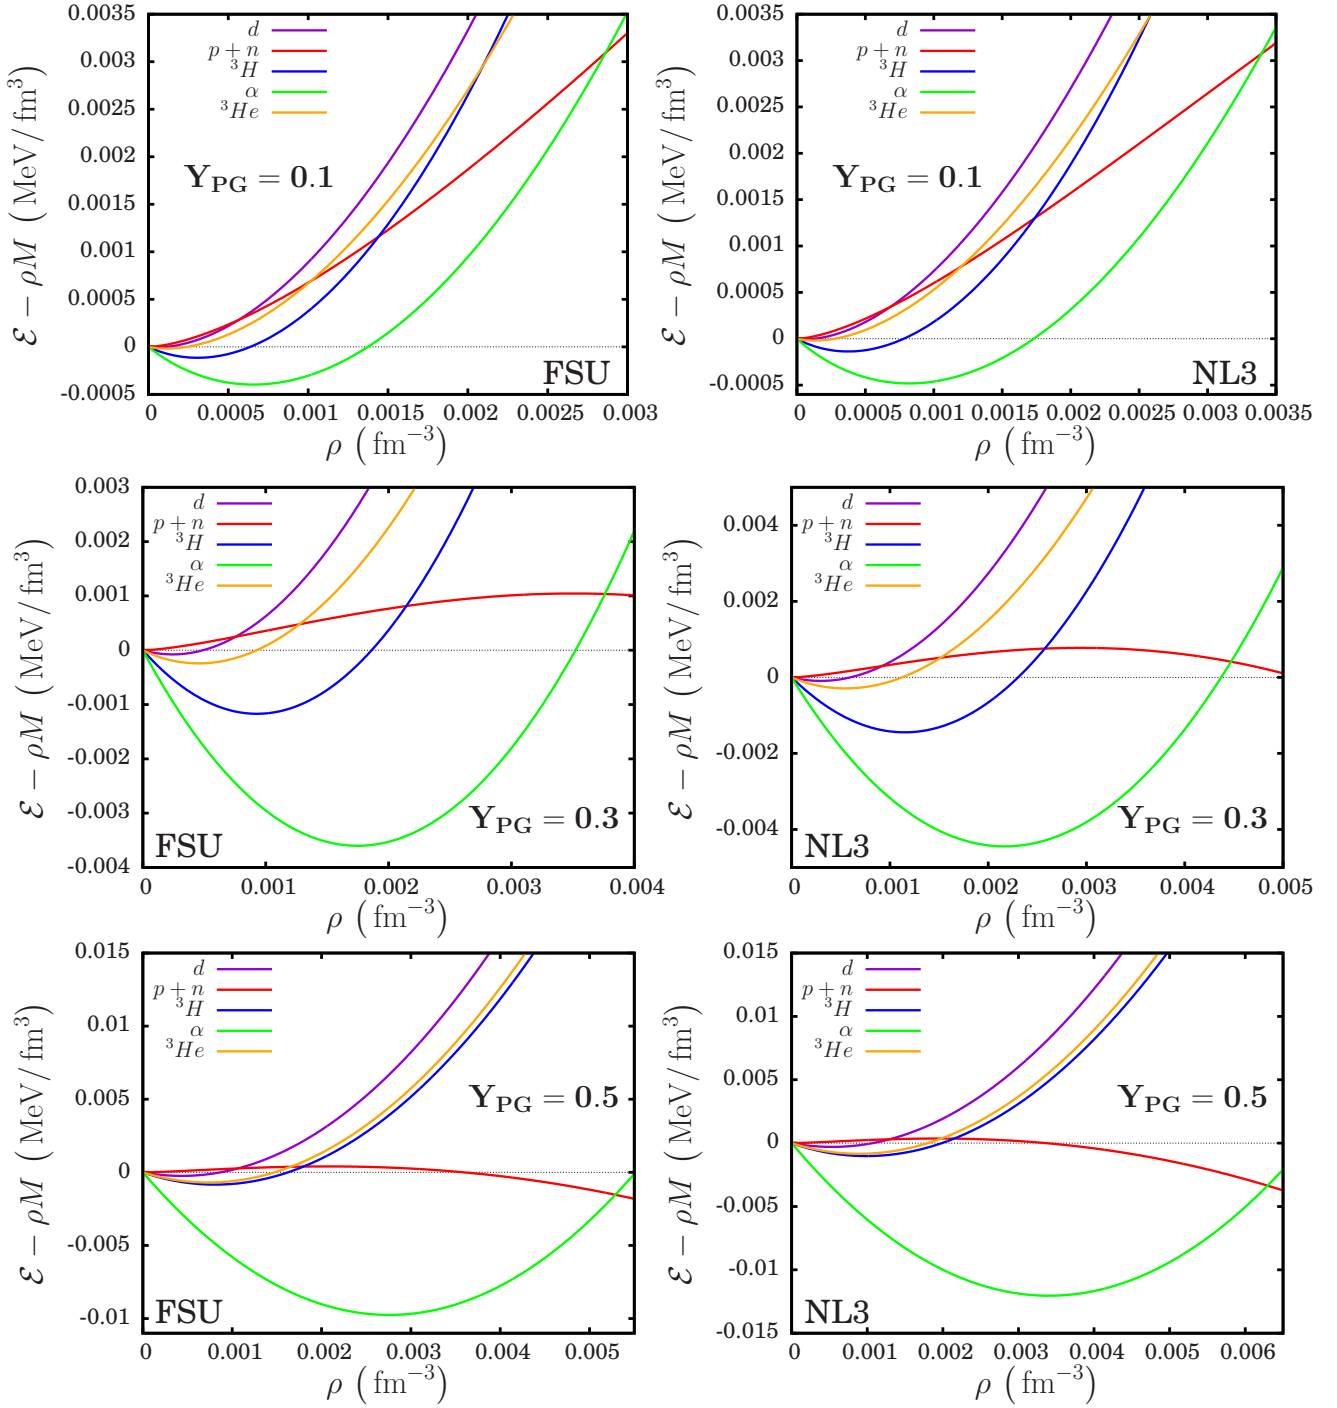 0.0035
0.003
0.0025
0.002
0.0015
0.001
0.0005
0
-0.0005
ℰ − ρM (MeV/fm³)
d
p + n
³H
α
³He
Y_PG = 0.1
FSU
0 0.0005 0.001 0.0015 0.002 0.0025 0.003
ρ (fm⁻³)
0.0035
0.003
0.0025
0.002
0.0015
0.001
0.0005
0
-0.0005
ℰ − ρM (MeV/fm³)
d
p + n
³H
α
³He
Y_PG = 0.1
NL3
0 0.0005 0.001 0.0015 0.002 0.0025 0.003 0.0035
ρ (fm⁻³)
0.003
0.002
0.001
0
-0.001
-0.002
-0.003
-0.004
ℰ − ρM (MeV/fm³)
d
p + n
³H
α
³He
Y_PG = 0.3
FSU
0 0.001 0.002 0.003 0.004
ρ (fm⁻³)
0.004
0.002
0
-0.002
-0.004
ℰ − ρM (MeV/fm³)
d
p + n
³H
α
³He
Y_PG = 0.3
NL3
0 0.001 0.002 0.003 0.004 0.005
ρ (fm⁻³)
0.015
0.01
0.005
0
-0.005
-0.01
ℰ − ρM (MeV/fm³)
d
p + n
³H
α
³He
Y_PG = 0.5
FSU
0 0.001 0.002 0.003 0.004 0.005
ρ (fm⁻³)
0.015
0.01
0.005
0
-0.005
-0.01
-0.015
ℰ − ρM (MeV/fm³)
d
p + n
³H
α
³He
Y_PG = 0.5
NL3
0 0.001 0.002 0.003 0.004 0.005 0.006
ρ (fm⁻³)